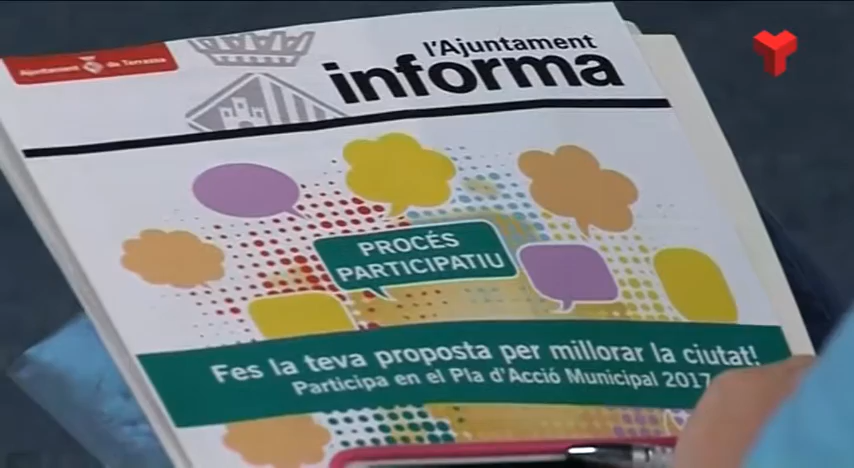 Ajuntament de Terrassa
l'Ajuntament
informa
PROCÉS
PARTICIPATIU
Fes la teva proposta per millorar la ciutat!
Participa en el Pla d'Acció Municipal 2017